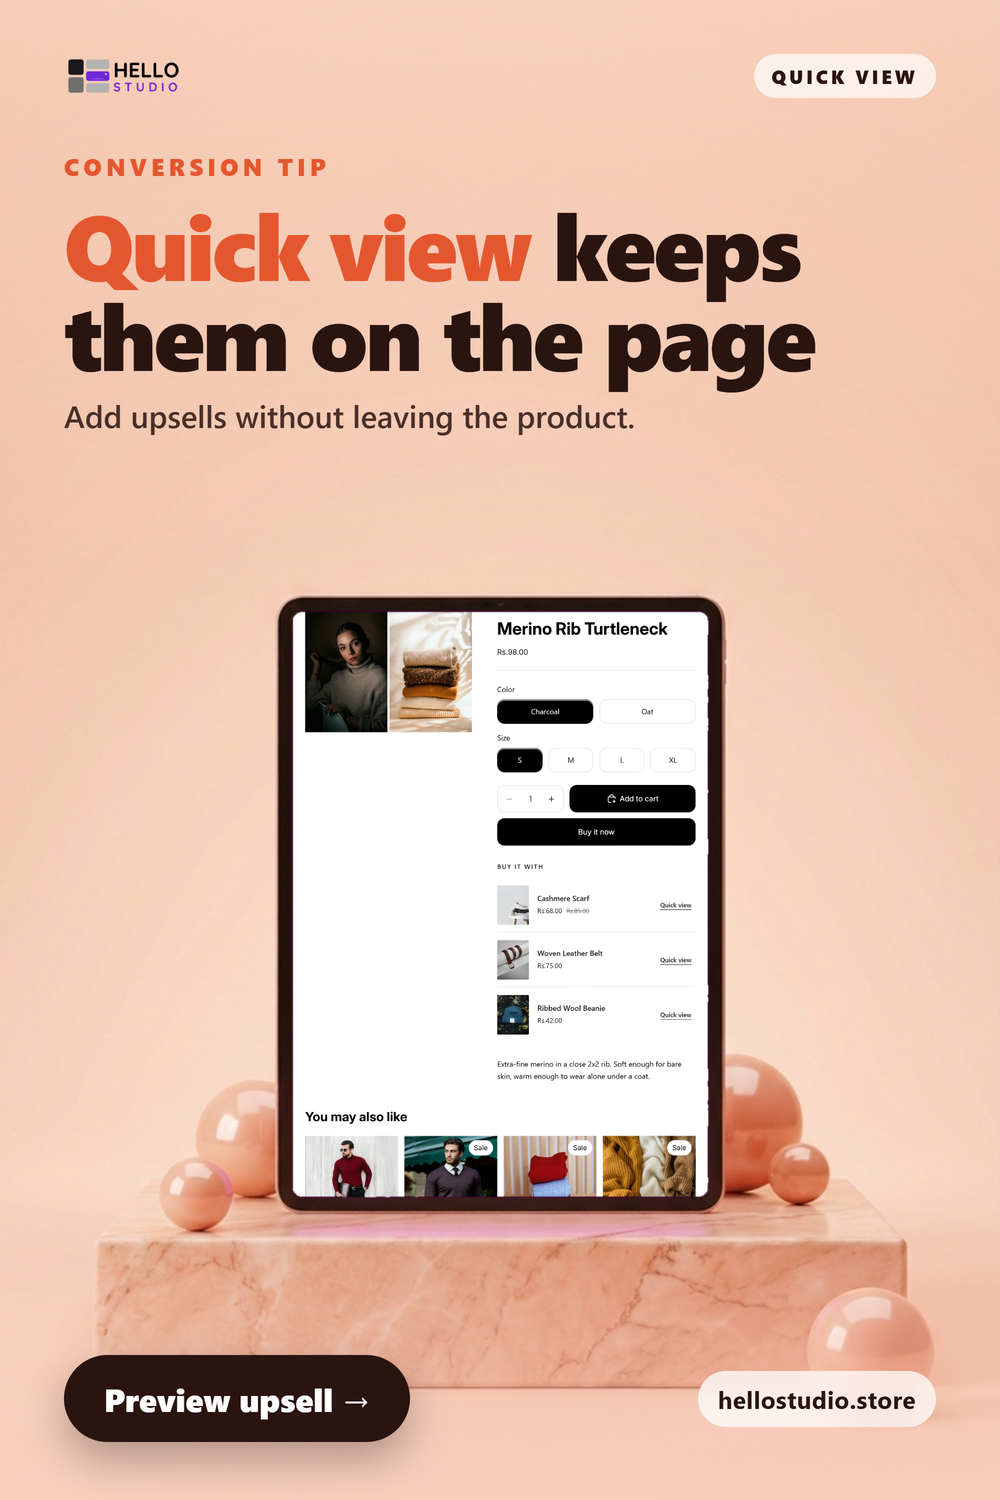 HELLO
STUDIO
QUICK VIEW
CONVERSION TIP
Quick view keeps
them on the page
Add upsells without leaving the product.
Merino Rib Turtleneck
Rs.98.00
Color
Charcoal
Oat
Size
S
M
L
XL
− 1 +
Add to cart
Buy it now
BUY IT WITH
Cashmere Scarf
Rs.68.00 Rs.85.00
Quick view
Woven Leather Belt
Rs.75.00
Quick view
Ribbed Wool Beanie
Rs.42.00
Quick view
Extra-fine merino in a close 2x2 rib. Soft enough for bare
skin, warm enough to wear alone under a coat.
You may also like
Sale
Sale
Sale
Preview upsell →
hellostudio.store